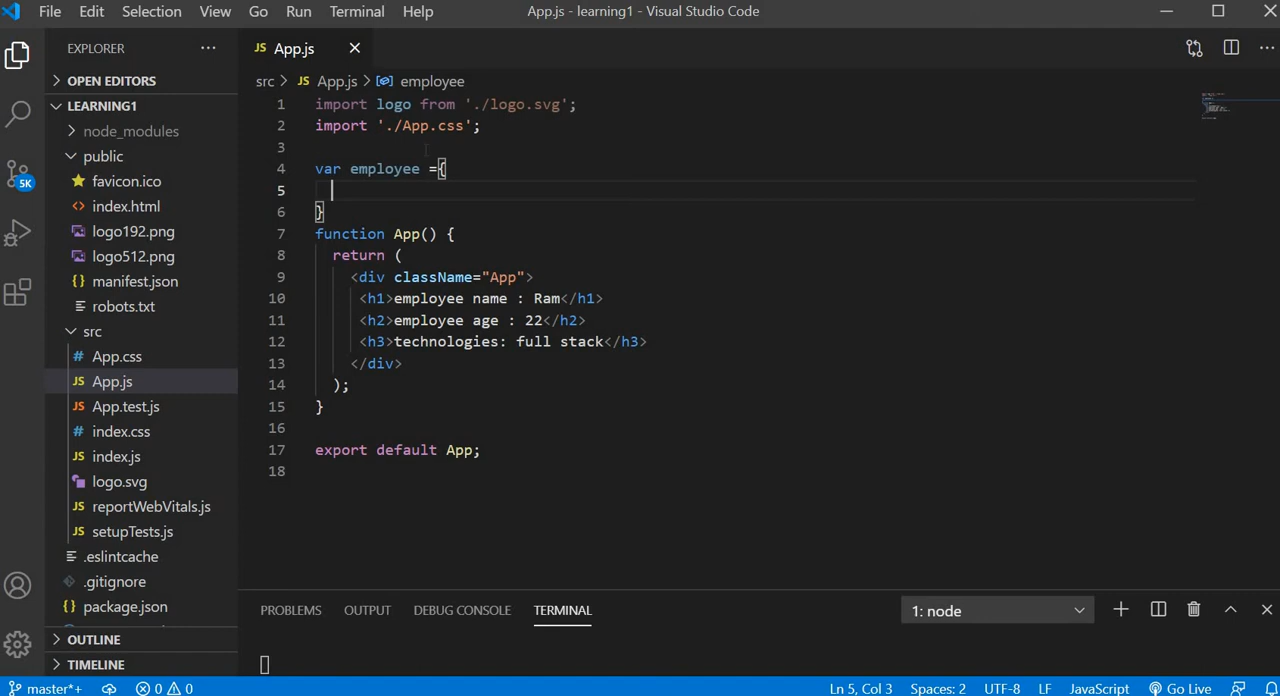 File Edit Selection View Go Run Terminal Help App.js - learning1 - Visual Studio Code
EXPLORER
OPEN EDITORS
LEARNING1
node_modules
public
favicon.ico
index.html
logo192.png
logo512.png
manifest.json
robots.txt
src
App.css
App.js
App.test.js
index.css
index.js
logo.svg
reportWebVitals.js
setupTests.js
.eslintcache
.gitignore
package.json
OUTLINE
TIMELINE
5K
JS App.js
src > JS App.js > employee
1 import logo from './logo.svg';
2 import './App.css';
3
4 var employee ={
5
6 }
7 function App() {
8 return (
9 <div className="App">
10 <h1>employee name : Ram</h1>
11 <h2>employee age : 22</h2>
12 <h3>technologies: full stack</h3>
13 </div>
14 );
15 }
16
17 export default App;
18
PROBLEMS OUTPUT DEBUG CONSOLE TERMINAL 1: node
master*+ 0 0 Ln 5, Col 3 Spaces: 2 UTF-8 LF JavaScript Go Live